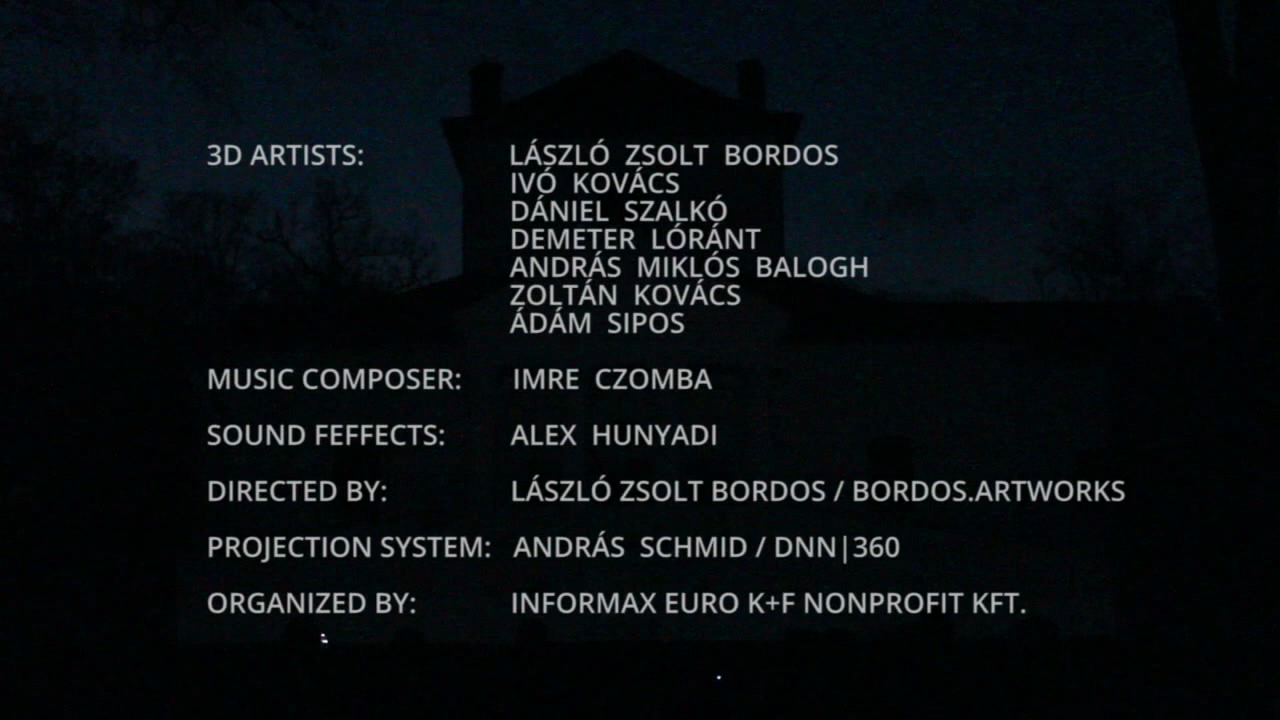 3D ARTISTS: LÁSZLÓ ZSOLT BORDOS
IVÓ KOVÁCS
DÁNIEL SZALKÓ
DEMETER LÓRÁNT
ANDRÁS MIKLÓS BALOGH
ZOLTÁN KOVÁCS
ÁDÁM SIPOS
MUSIC COMPOSER: IMRE CZOMBA
SOUND FEFFECTS: ALEX HUNYADI
DIRECTED BY: LÁSZLÓ ZSOLT BORDOS / BORDOS.ARTWORKS
PROJECTION SYSTEM: ANDRÁS SCHMID / DNN|360
ORGANIZED BY: INFORMAX EURO K+F NONPROFIT KFT.